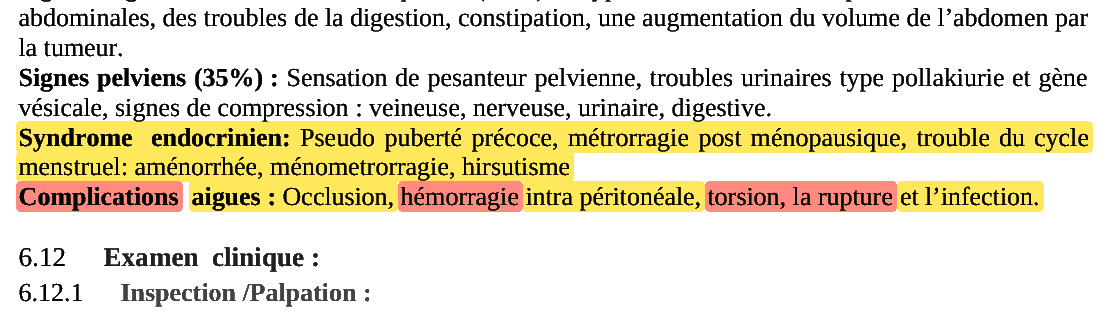 abdominales, des troubles de la digestion, constipation, une augmentation du volume de l'abdomen par
la tumeur.
Signes pelviens (35%) : Sensation de pesanteur pelvienne, troubles urinaires type pollakiurie et gène
vésicale, signes de compression : veineuse, nerveuse, urinaire, digestive.
Syndrome endocrinien: Pseudo puberté précoce, métrorragie post ménopausique, trouble du cycle
menstruel: aménorrhée, ménometrorragie, hirsutisme
Complications aigues : Occlusion, hémorragie intra péritonéale, torsion, la rupture et l'infection.
6.12 Examen clinique :
6.12.1 Inspection /Palpation :